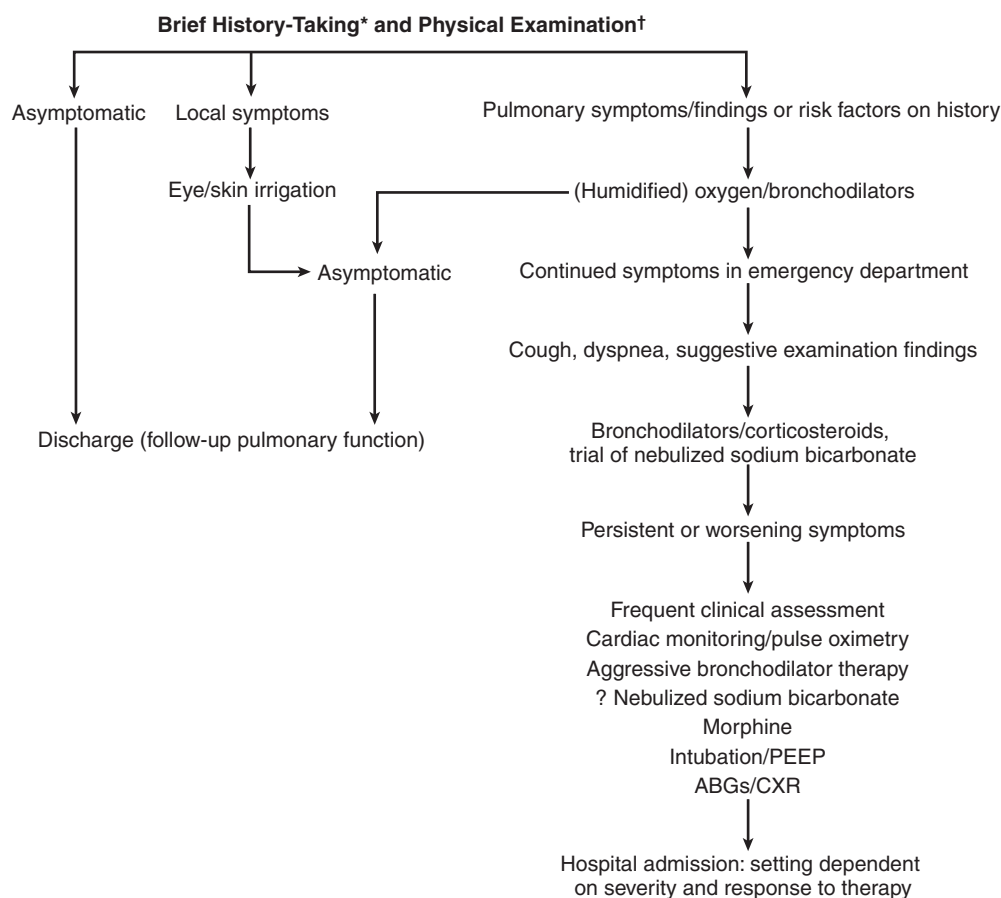 Brief History-Taking* and Physical Examination†
Asymptomatic
Local symptoms
Pulmonary symptoms/findings or risk factors on history
Eye/skin irrigation
(Humidified) oxygen/bronchodilators
Asymptomatic
Continued symptoms in emergency department
Cough, dyspnea, suggestive examination findings
Discharge (follow-up pulmonary function)
Bronchodilators/corticosteroids,
trial of nebulized sodium bicarbonate
Persistent or worsening symptoms
Frequent clinical assessment
Cardiac monitoring/pulse oximetry
Aggressive bronchodilator therapy
? Nebulized sodium bicarbonate
Morphine
Intubation/PEEP
ABGs/CXR
Hospital admission: setting dependent
on severity and response to therapy